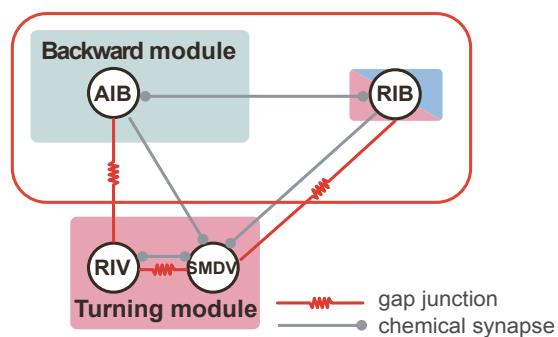 Backward module
AIB
RIB
RIV
SMDV
Turning module
gap junction
chemical synapse